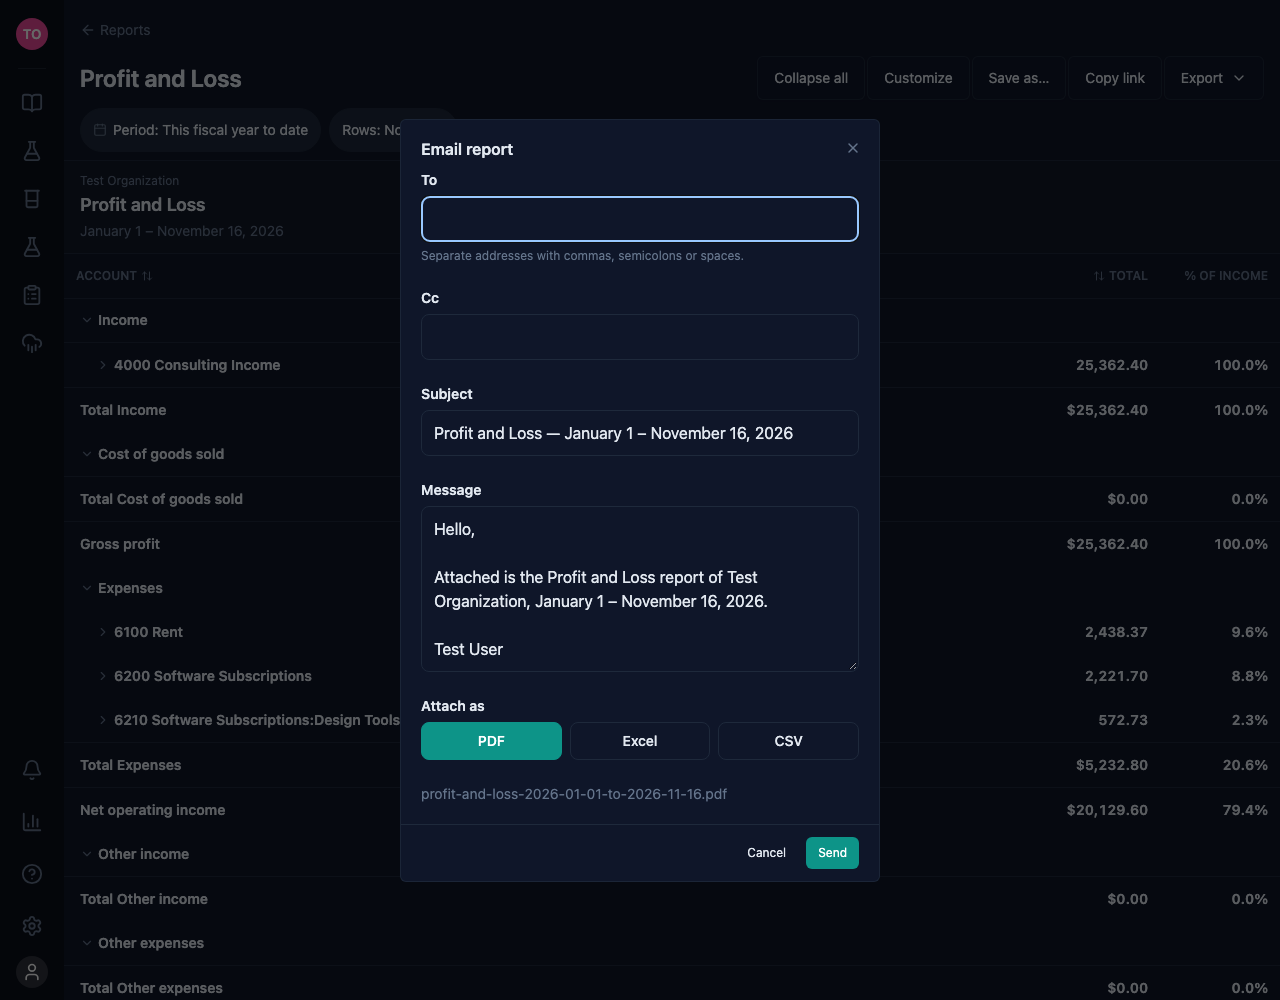 TO
Reports
Profit and Loss
Collapse all
Customize
Save as...
Copy link
Export
Period: This fiscal year to date
Rows: No
Test Organization
Profit and Loss
January 1 – November 16, 2026
ACCOUNT
TOTAL
% OF INCOME
Income
4000 Consulting Income
25,362.40
100.0%
Total Income
$25,362.40
100.0%
Cost of goods sold
Total Cost of goods sold
$0.00
0.0%
Gross profit
$25,362.40
100.0%
Expenses
6100 Rent
2,438.37
9.6%
6200 Software Subscriptions
2,221.70
8.8%
6210 Software Subscriptions:Design Tools
572.73
2.3%
Total Expenses
$5,232.80
20.6%
Net operating income
$20,129.60
79.4%
Other income
Total Other income
$0.00
0.0%
Other expenses
Total Other expenses
$0.00
0.0%
Email report
To
Separate addresses with commas, semicolons or spaces.
Cc
Subject
Profit and Loss — January 1 – November 16, 2026
Message
Hello,
Attached is the Profit and Loss report of Test
Organization, January 1 – November 16, 2026.
Test User
Attach as
PDF
Excel
CSV
profit-and-loss-2026-01-01-to-2026-11-16.pdf
Cancel
Send